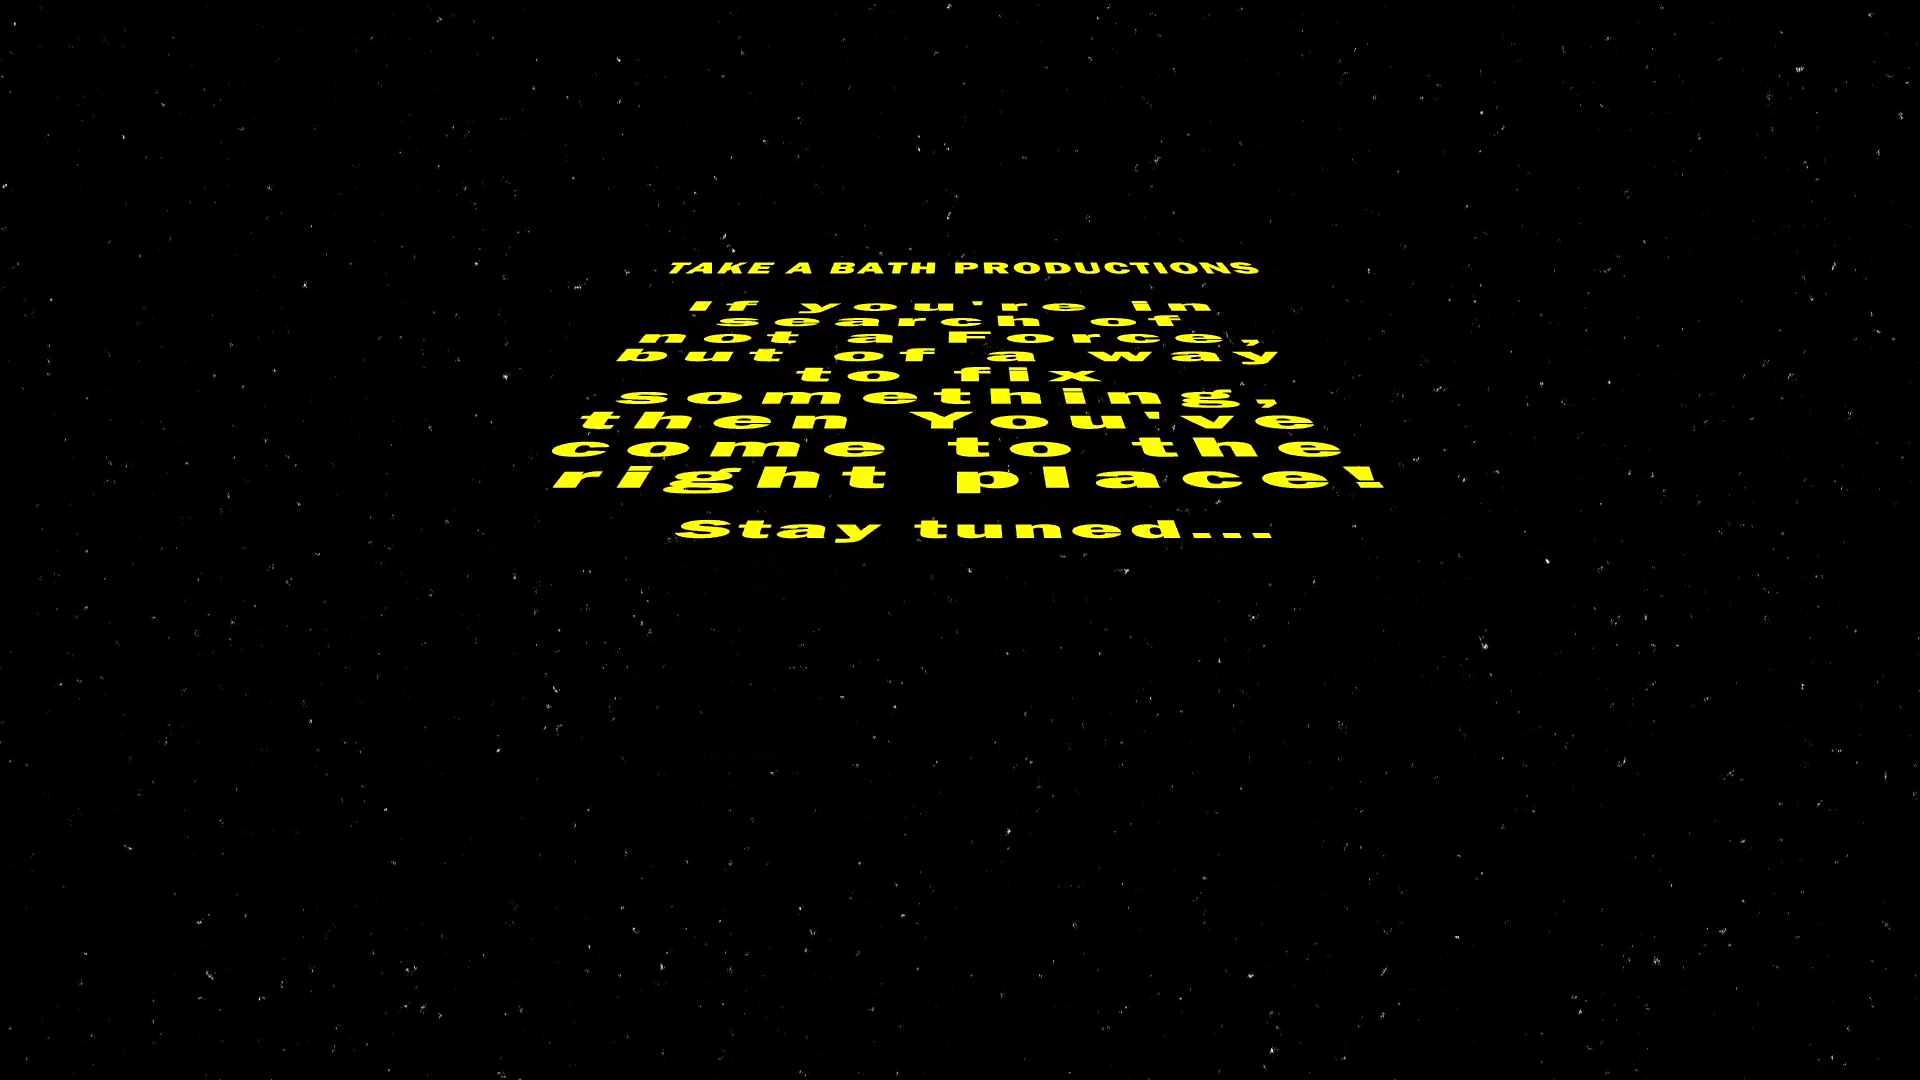 TAKE A BATH PRODUCTIONS
If you're in
search of
not a Force,
but of a way
to fix
something,
then You've
come to the
right place!
Stay tuned...